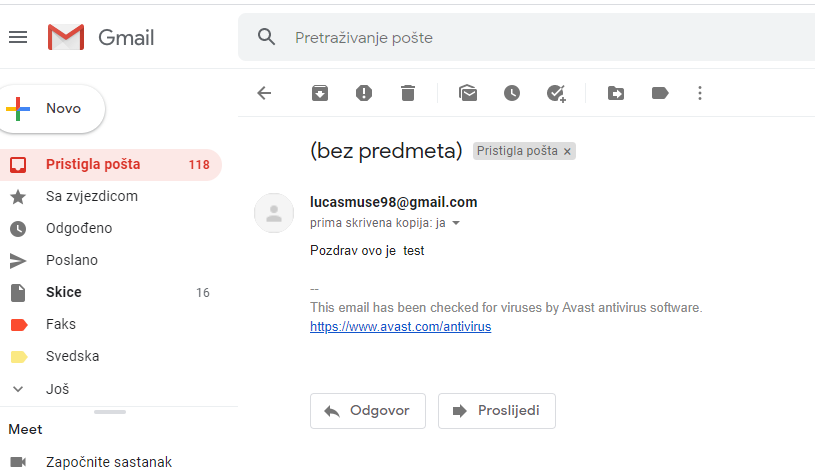 Gmail
Pretraživanje pošte
Novo
Pristigla pošta 118
Sa zvjezdicom
Odgođeno
Poslano
Skice 16
Faks
Svedska
Još
Meet
Započnite sastanak
(bez predmeta) Pristigla pošta ×
lucasmuse98@gmail.com
prima skrivena kopija: ja
Pozdrav ovo je test
--
This email has been checked for viruses by Avast antivirus software.
https://www.avast.com/antivirus
Odgovor Proslijedi